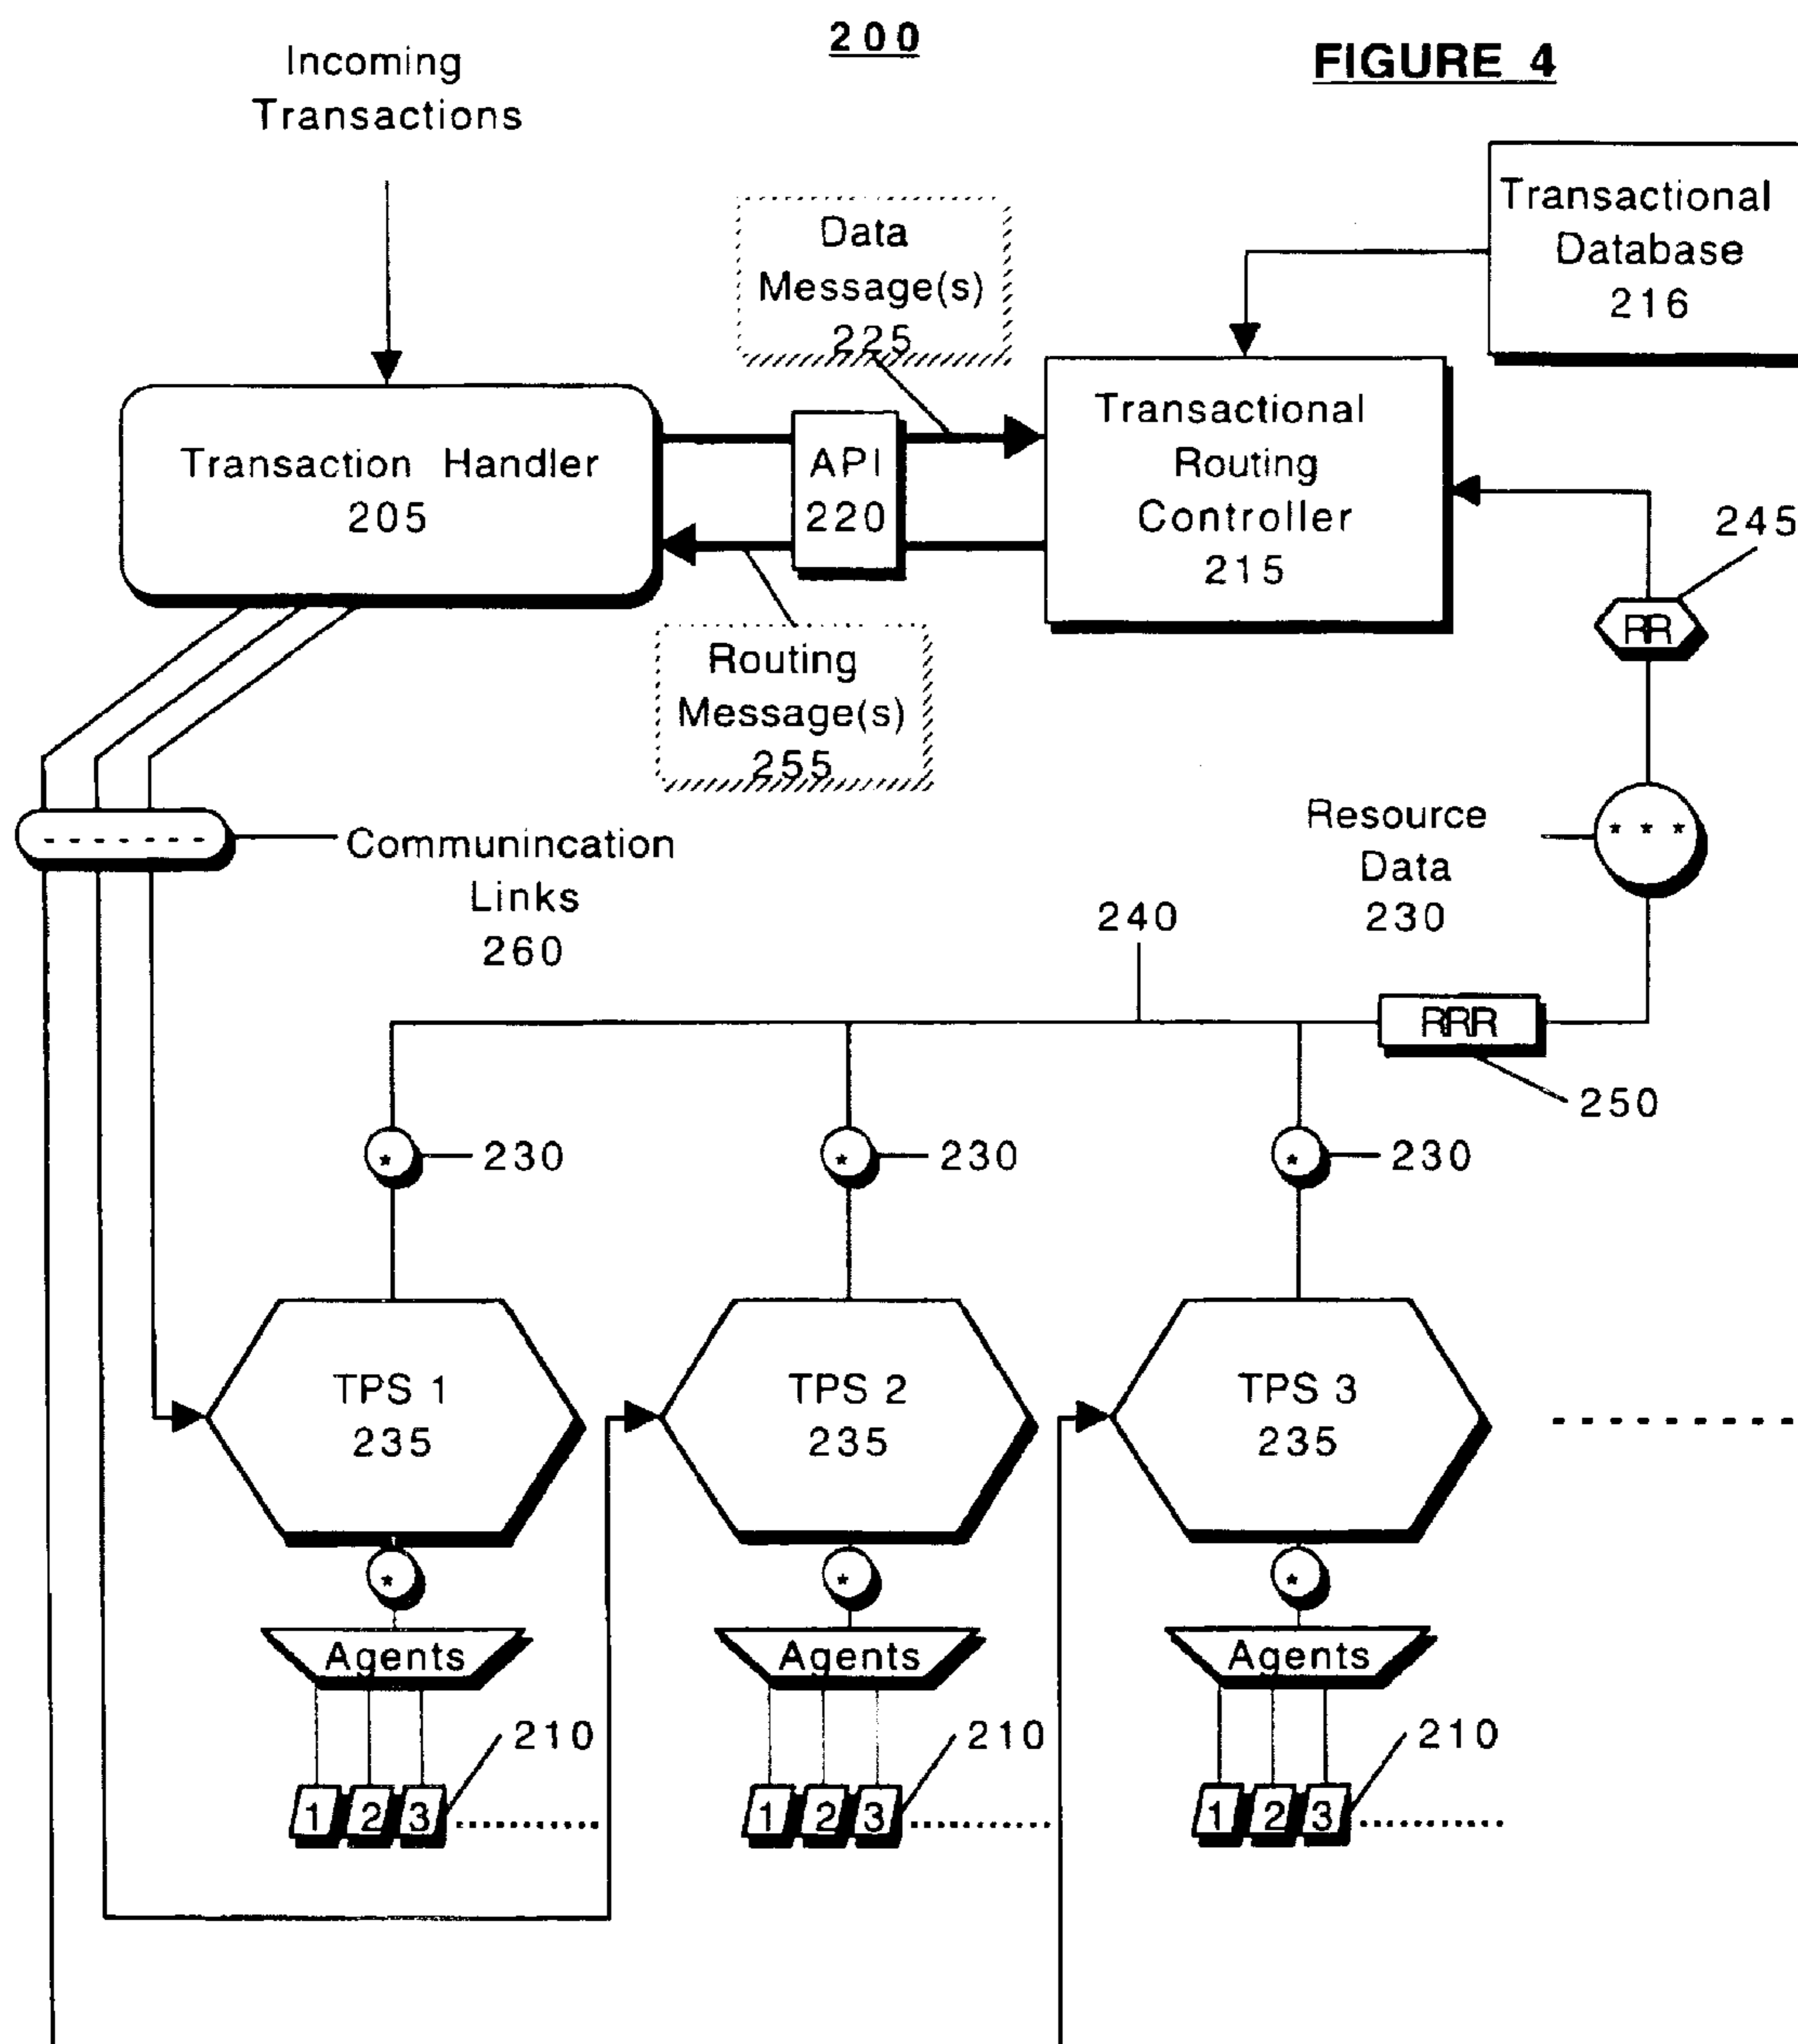 200
FIGURE 4
Incoming
Transactions
Transactional
Database
216
Data
Message(s)
225
Transaction Handler
205
API
220
Transactional
Routing
Controller
215
245
RR
Routing
Message(s)
255
Resource
Data
230
* * *
Communincation
Links
260
240
RRR
250
*
230
*
230
*
230
TPS 1
235
TPS 2
235
TPS 3
235
*
*
*
Agents
Agents
Agents
210
210
210
1 2 3
1 2 3
1 2 3